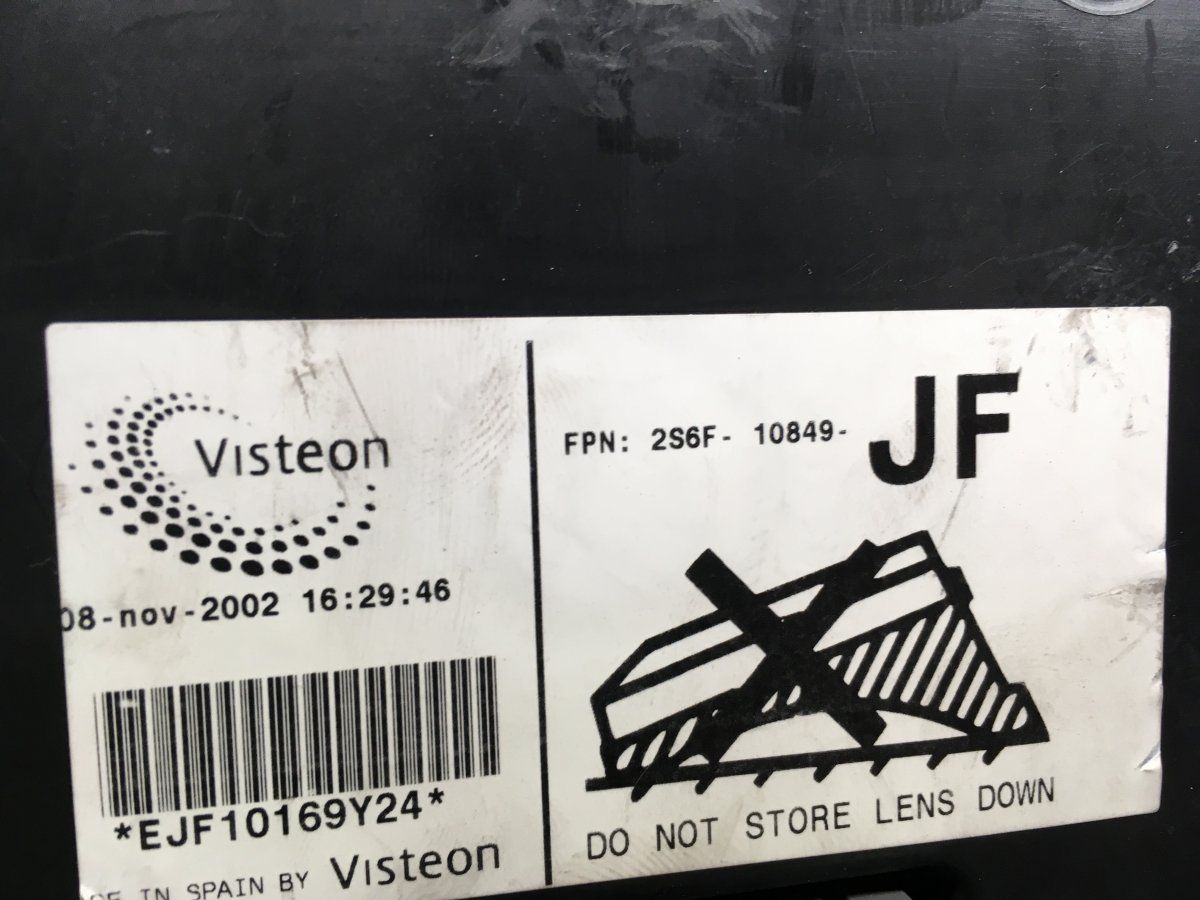 Visteon
08-nov-2002 16:29:46
*EJF10169Y24*
IN SPAIN BY Visteon
FPN: 2S6F- 10849- JF
DO NOT STORE LENS DOWN